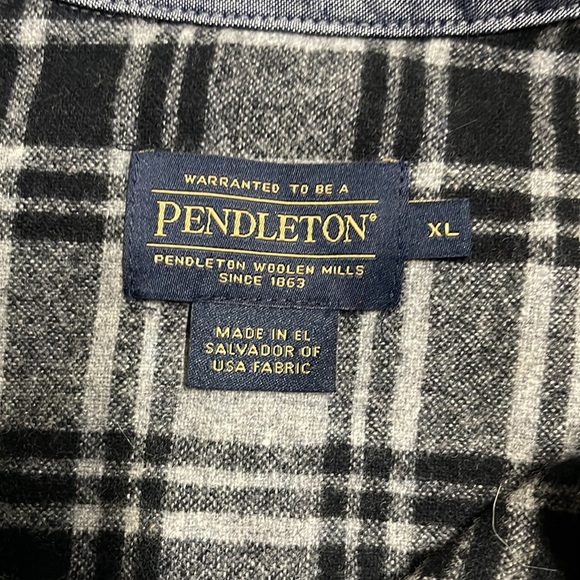 WARRANTED TO BE A
PENDLETON®
XL
PENDLETON WOOLEN MILLS
SINCE 1863
MADE IN EL
SALVADOR OF
USA FABRIC